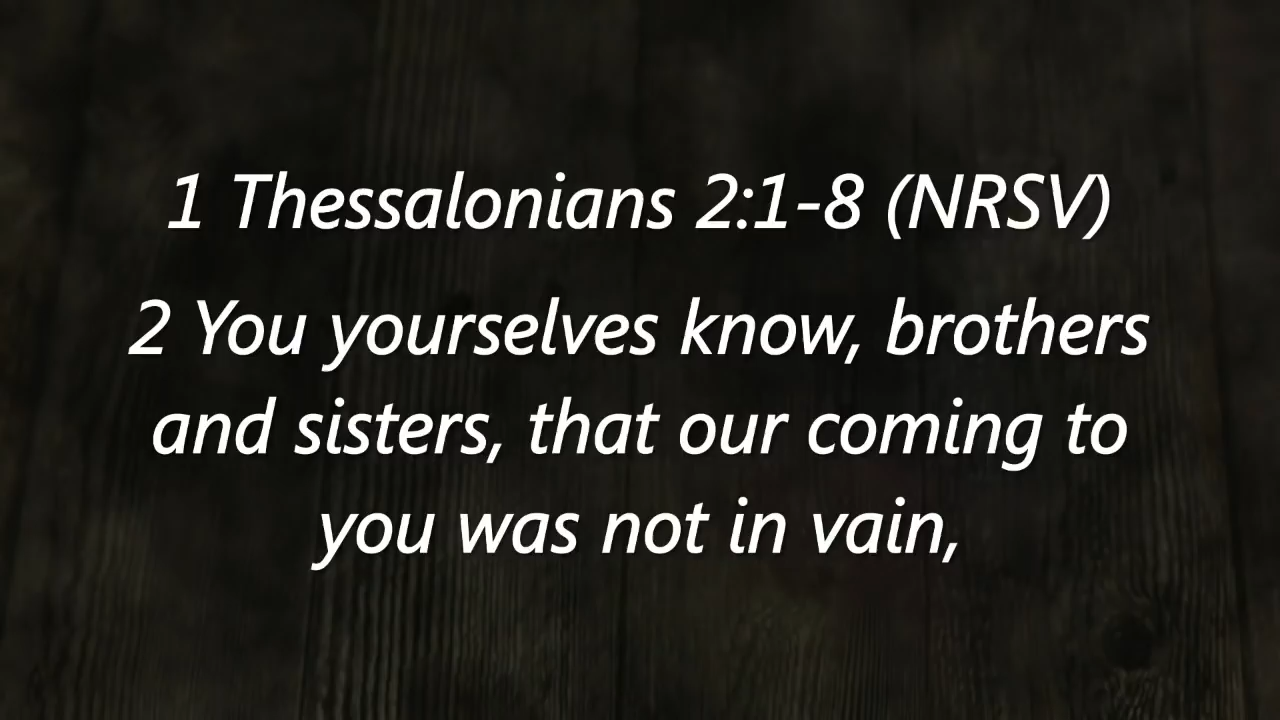 1 Thessalonians 2:1-8 (NRSV)
2 You yourselves know, brothers
and sisters, that our coming to
you was not in vain,